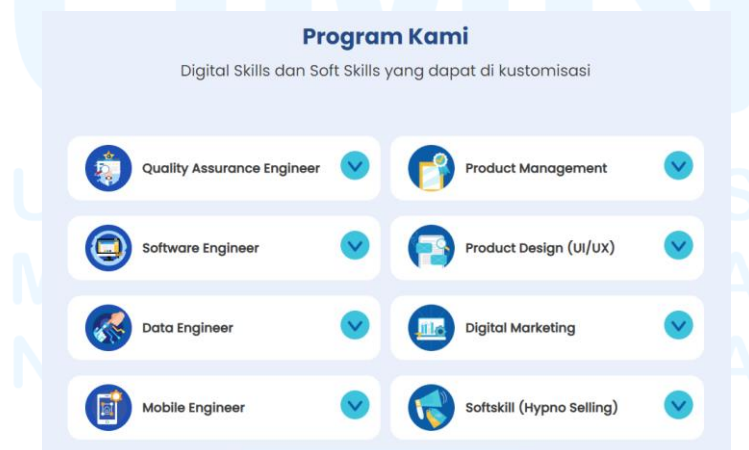 Program Kami
Digital Skills dan Soft Skills yang dapat di kustomisasi
Quality Assurance Engineer
Product Management
Software Engineer
Product Design (UI/UX)
Data Engineer
Digital Marketing
Mobile Engineer
Softskill (Hypno Selling)